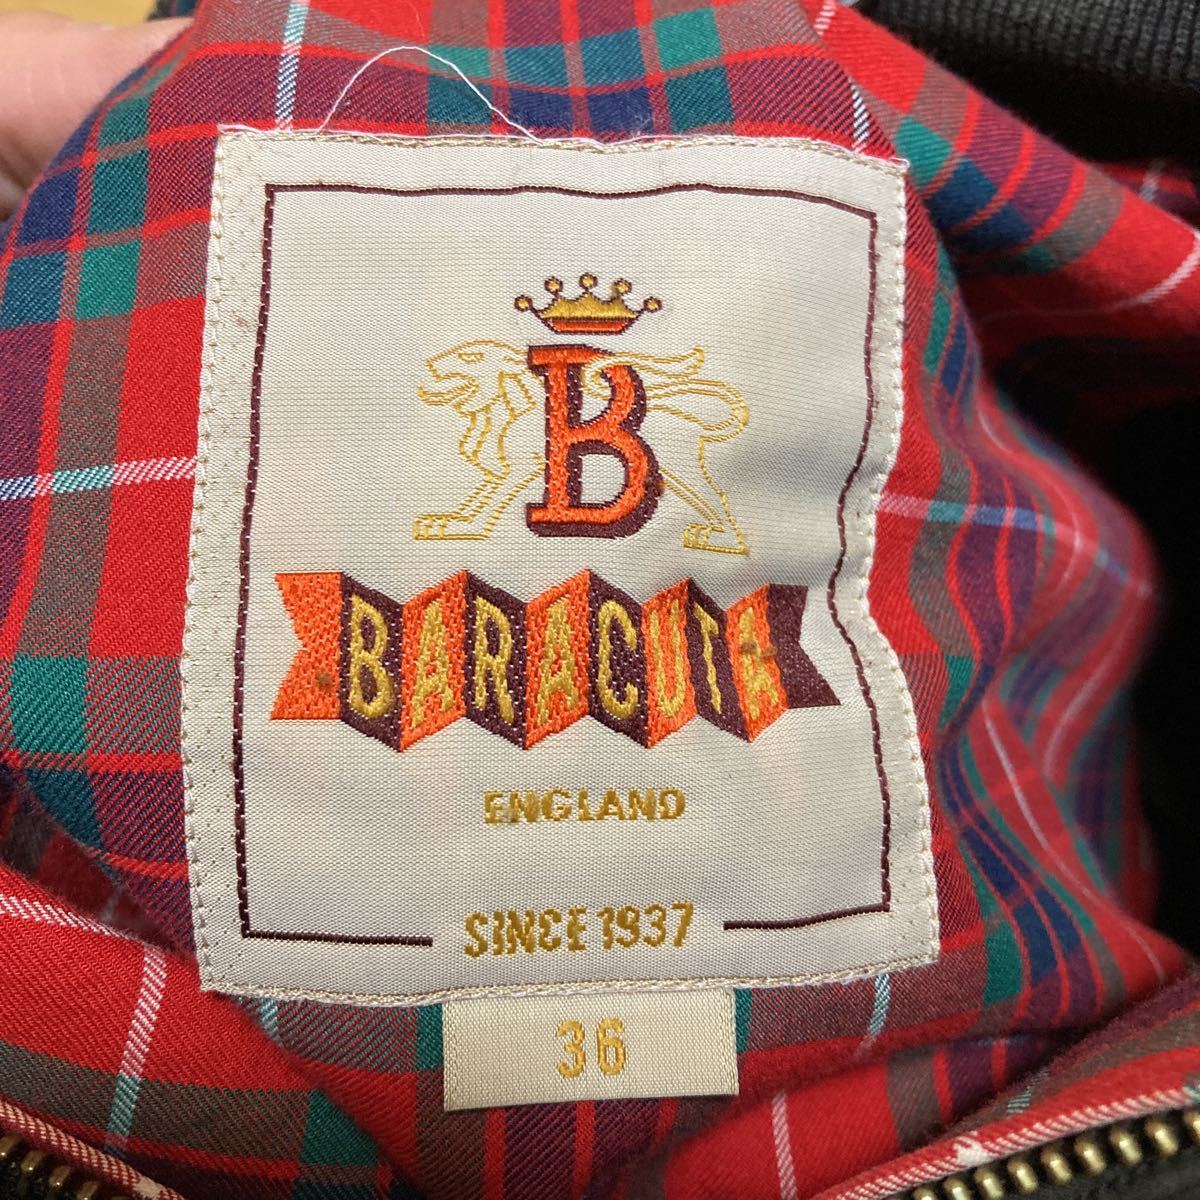 B
BARACUTA
ENGLAND
SINCE 1937
36